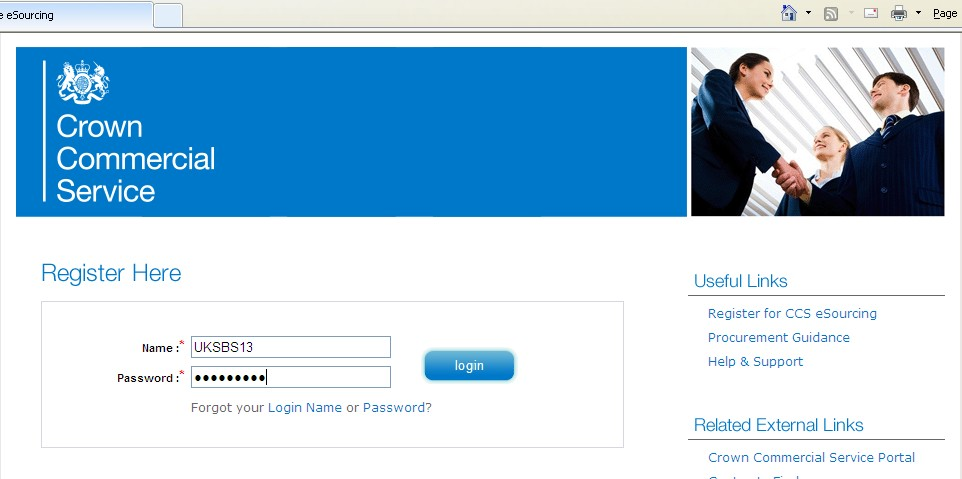 e eSourcing
Page
Crown
Commercial
Service
Register Here
Name :*
UKSBS13
Password :*
login
Forgot your Login Name or Password?
Useful Links
Register for CCS eSourcing
Procurement Guidance
Help & Support
Related External Links
Crown Commercial Service Portal